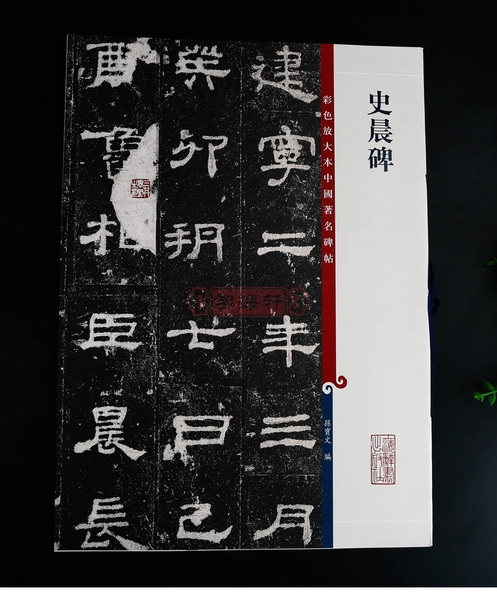 史晨碑
彩色放大本中國著名碑帖
孫寶文 編
建寧二年三月
癸卯朔七日己
酉魯相臣晨長